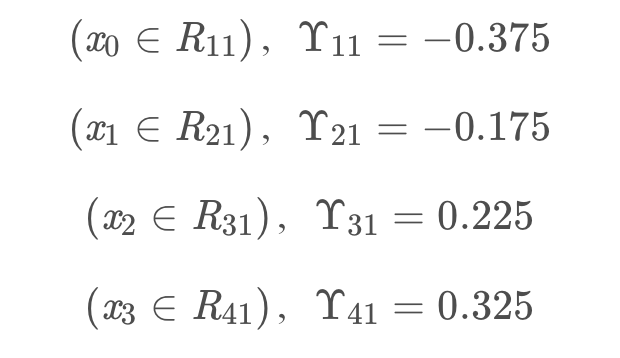 (x₀ ∈ R₁₁), ϒ₁₁ = −0.375
(x₁ ∈ R₂₁), ϒ₂₁ = −0.175
(x₂ ∈ R₃₁), ϒ₃₁ = 0.225
(x₃ ∈ R₄₁), ϒ₄₁ = 0.325